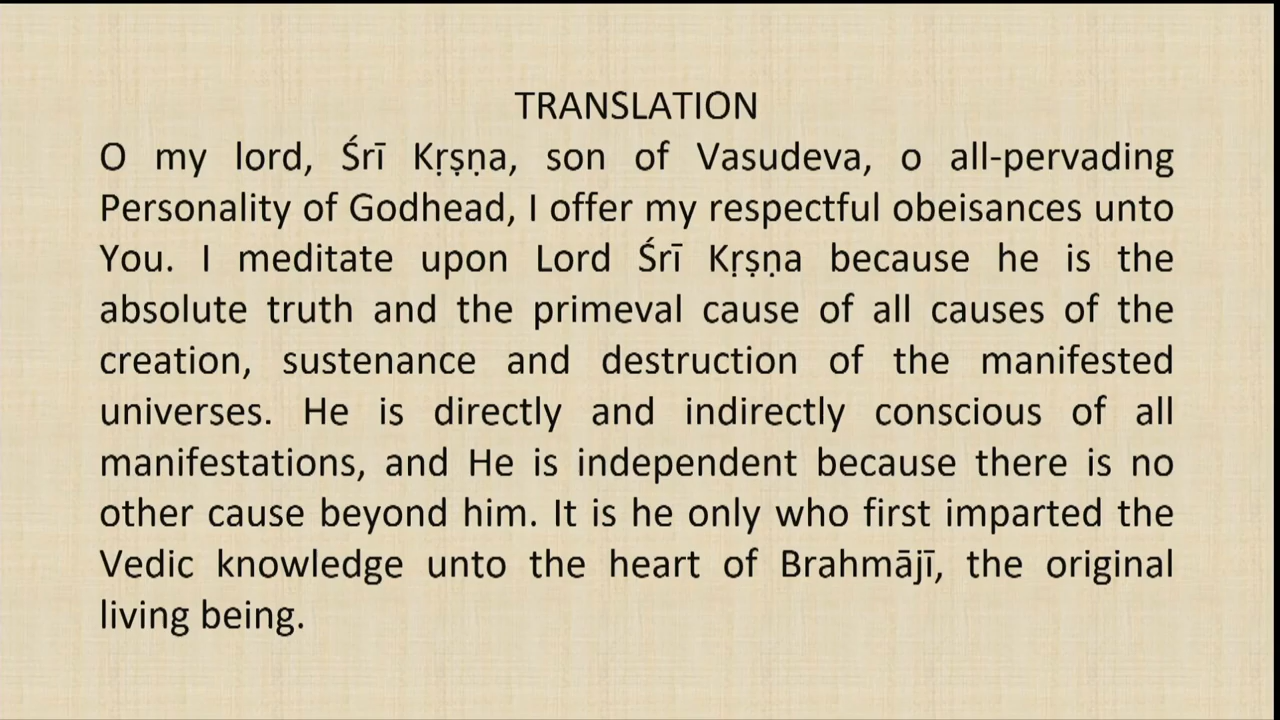 TRANSLATION
O my lord, Śrī Kṛṣṇa, son of Vasudeva, o all-pervading
Personality of Godhead, I offer my respectful obeisances unto
You. I meditate upon Lord Śrī Kṛṣṇa because he is the
absolute truth and the primeval cause of all causes of the
creation, sustenance and destruction of the manifested
universes. He is directly and indirectly conscious of all
manifestations, and He is independent because there is no
other cause beyond him. It is he only who first imparted the
Vedic knowledge unto the heart of Brahmājī, the original
living being.